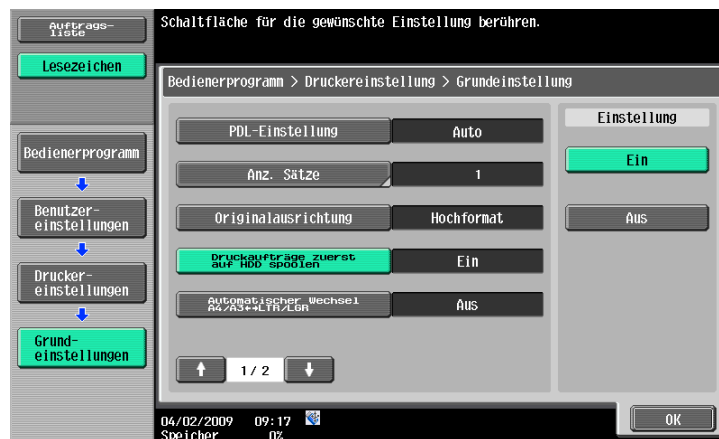 Auftrags-
liste
Schaltfläche für die gewünschte Einstellung berühren.
Lesezeichen
Bedienerprogramm > Druckereinstellung > Grundeinstellung
Bedienerprogramm
Benutzer-
einstellungen
Drucker-
einstellungen
Grund-
einstellungen
PDL-Einstellung
Auto
Anz. Sätze
1
Originalausrichtung
Hochformat
Druckaufträge zuerst
auf HDD spoolen
Ein
Automatischer Wechsel
A4/A3↔LTR/LGR
Aus
1/ 2
Einstellung
Ein
Aus
04/02/2009 09:17
Speicher 0%
OK